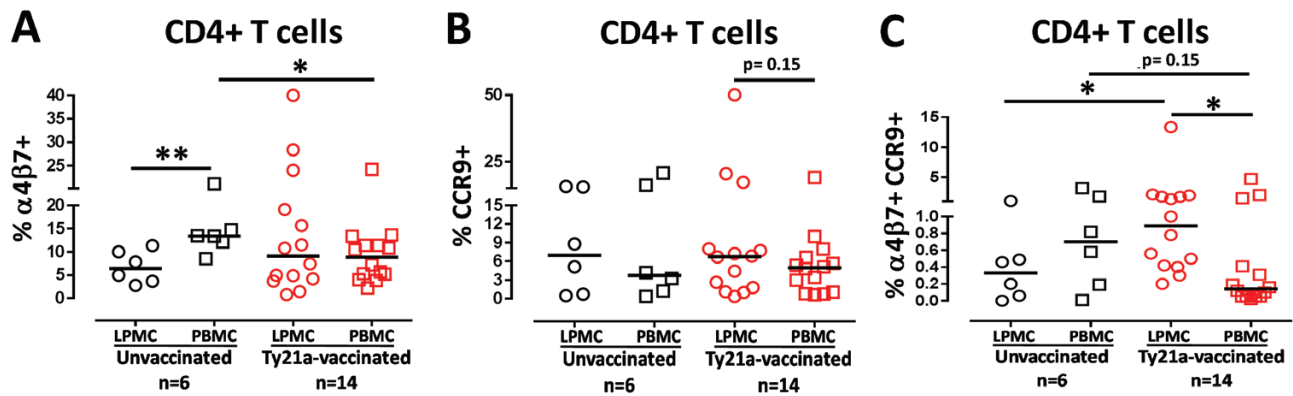 A
CD4+ T cells
*
**
% α4β7+
40
35
30
25
20
15
10
5
0
LPMC PBMC LPMC PBMC
Unvaccinated Ty21a-vaccinated
n=6 n=14
B
CD4+ T cells
p= 0.15
% CCR9+
50
25
15
12
9
6
3
0
LPMC PBMC LPMC PBMC
Unvaccinated Ty21a-vaccinated
n=6 n=14
C
CD4+ T cells
p= 0.15
*
*
% α4β7+ CCR9+
15
10
5
1.0
0.8
0.6
0.4
0.2
0.0
LPMC PBMC LPMC PBMC
Unvaccinated Ty21a-vaccinated
n=6 n=14